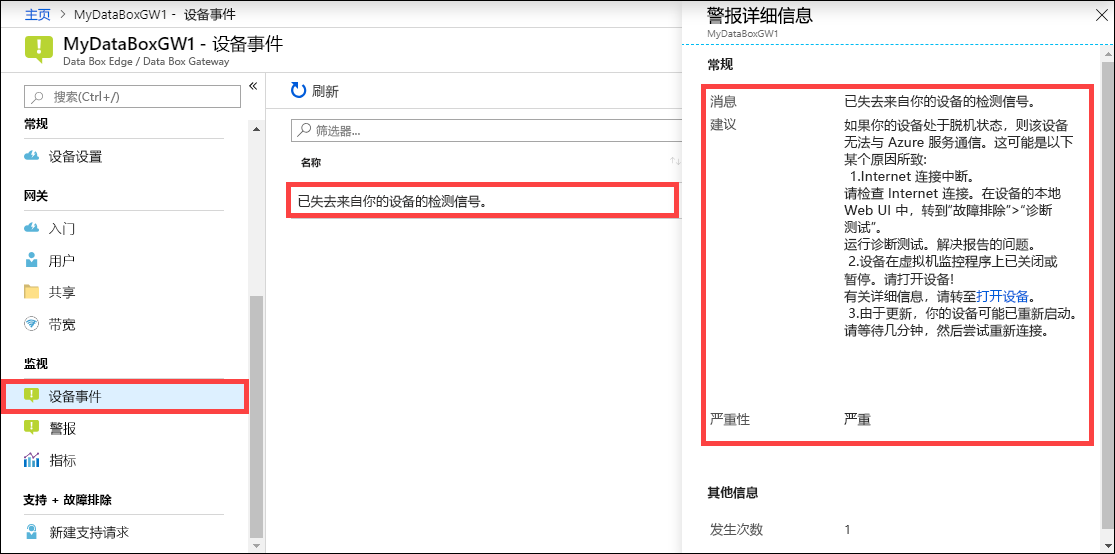 主页 > MyDataBoxGW1 - 设备事件
MyDataBoxGW1 - 设备事件
Data Box Edge / Data Box Gateway
搜索(Ctrl+/)
«
常规
设备设置
网关
入门
用户
共享
带宽
监视
设备事件
警报
指标
支持 + 故障排除
新建支持请求
刷新
筛选器...
名称
已失去来自你的设备的检测信号。
警报详细信息
MyDataBoxGW1
常规
消息 已失去来自你的设备的检测信号。
建议 如果你的设备处于脱机状态，则该设备
无法与 Azure 服务通信。这可能是以下
某个原因所致:
1.Internet 连接中断。
请检查 Internet 连接。在设备的本地
Web UI 中，转到“故障排除”>“诊断
测试”。
运行诊断测试。解决报告的问题。
2.设备在虚拟机监控程序上已关闭或
暂停。请打开设备!
有关详细信息，请转至打开设备。
3.由于更新，你的设备可能已重新启动。
请等待几分钟，然后尝试重新连接。
严重性 严重
其他信息
发生次数 1